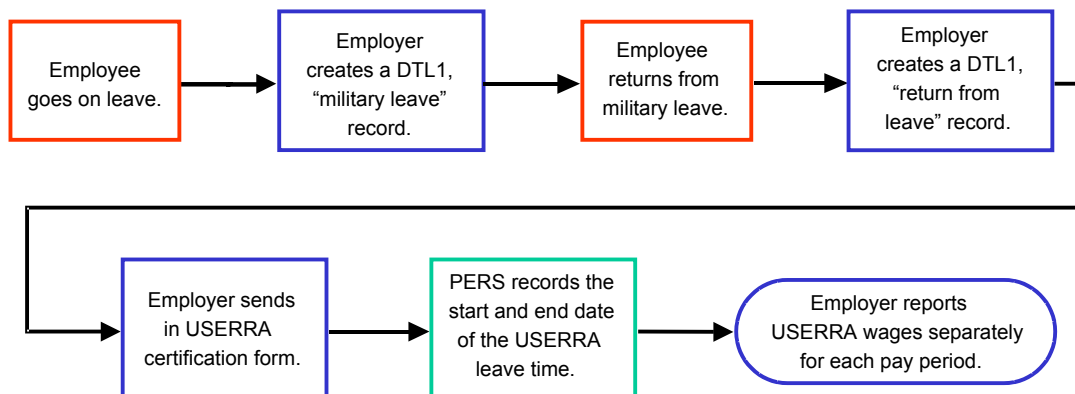 Employee
goes on leave.
Employer
creates a DTL1,
“military leave”
record.
Employee
returns from
military leave.
Employer
creates a DTL1,
“return from
leave” record.
Employer sends
in USERRA
certification form.
PERS records the
start and end date
of the USERRA
leave time.
Employer reports
USERRA wages separately
for each pay period.